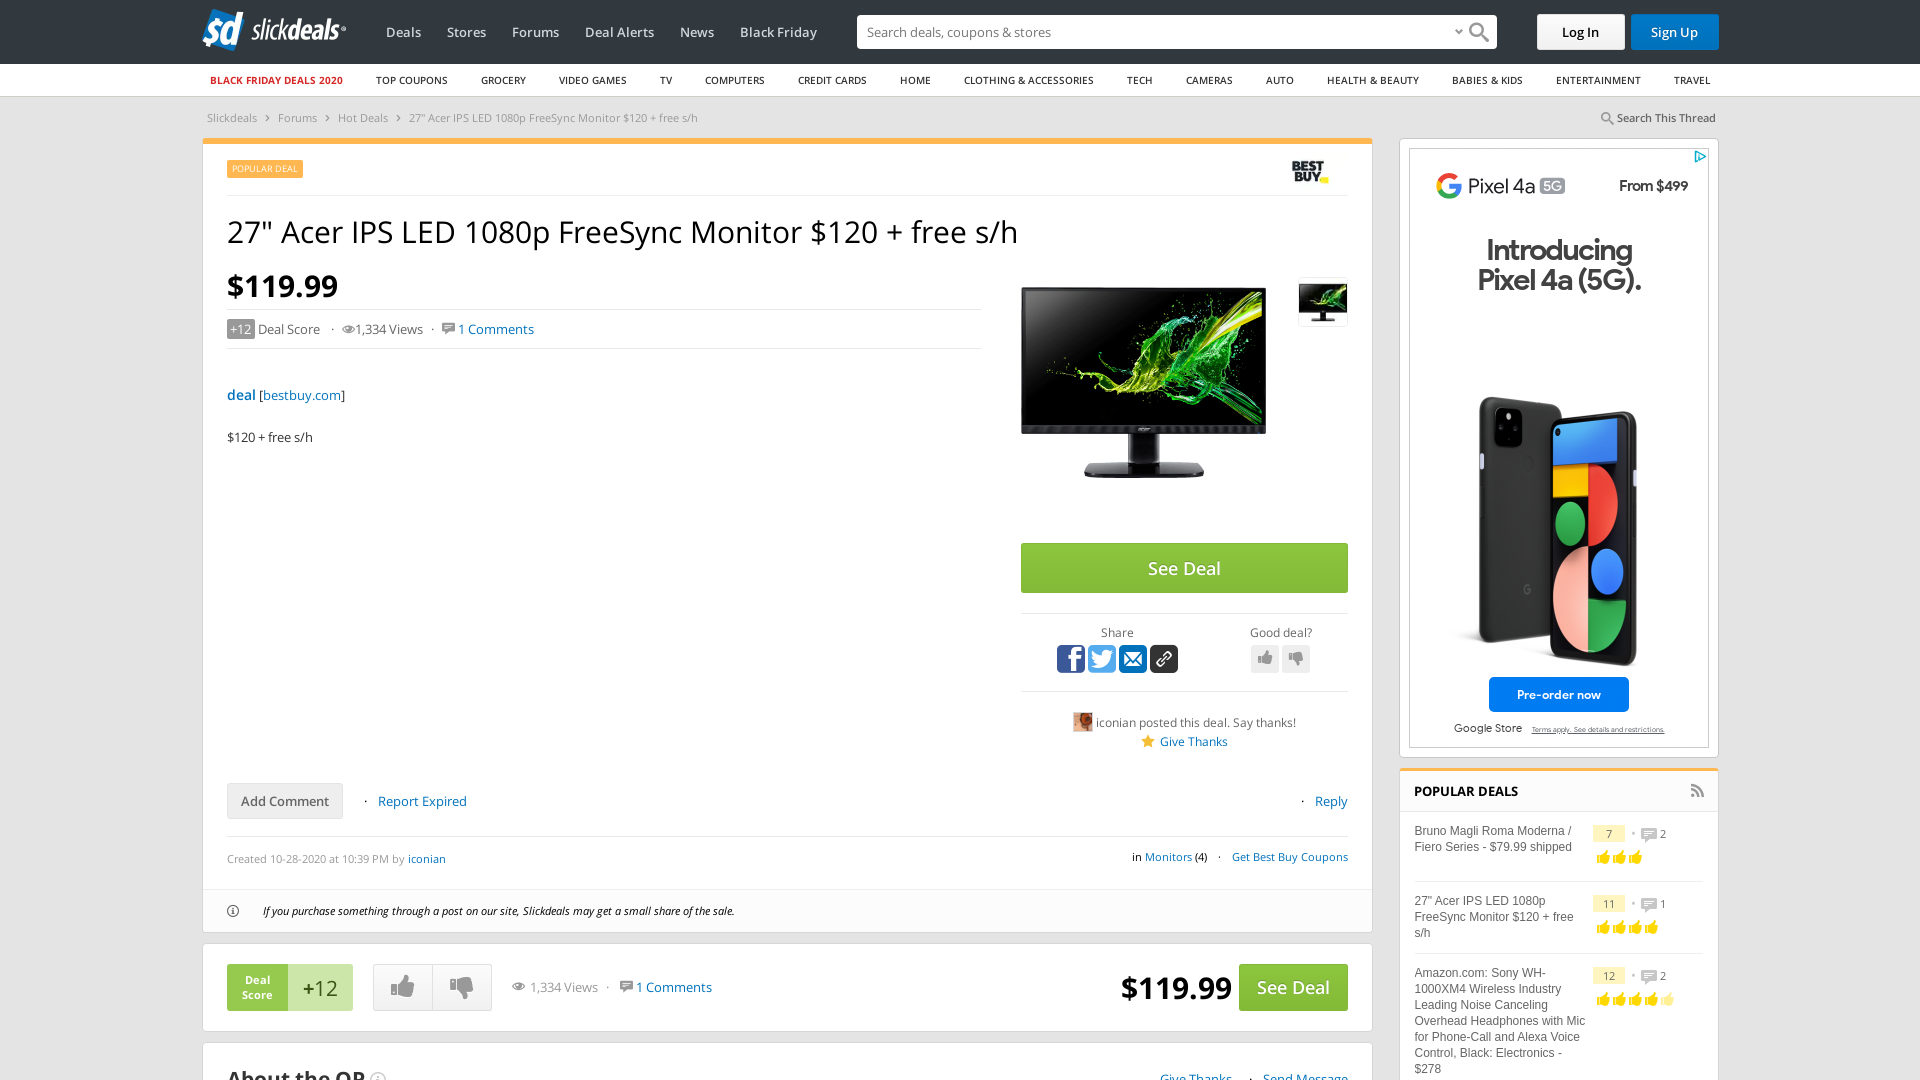 sd slickdeals
Deals Stores Forums Deal Alerts News Black Friday
Search deals, coupons & stores
Log In Sign Up
BLACK FRIDAY DEALS 2020 TOP COUPONS GROCERY VIDEO GAMES TV COMPUTERS CREDIT CARDS HOME CLOTHING & ACCESSORIES TECH CAMERAS AUTO HEALTH & BEAUTY BABIES & KIDS ENTERTAINMENT TRAVEL
Slickdeals › Forums › Hot Deals › 27" Acer IPS LED 1080p FreeSync Monitor $120 + free s/h
Search This Thread
POPULAR DEAL
BEST
BUY
27" Acer IPS LED 1080p FreeSync Monitor $120 + free s/h
$119.99
+12 Deal Score · 1,334 Views · 1 Comments
deal [bestbuy.com]
$120 + free s/h
See Deal
Share
Good deal?
iconian posted this deal. Say thanks!
Give Thanks
Add Comment · Report Expired
· Reply
Created 10-28-2020 at 10:39 PM by iconian
in Monitors (4) · Get Best Buy Coupons
If you purchase something through a post on our site, Slickdeals may get a small share of the sale.
Deal
Score
+12
1,334 Views · 1 Comments
$119.99
See Deal
About the OP
Give Thanks · Send Message
G Pixel 4a 5G
From $499
Introducing
Pixel 4a (5G).
Pre-order now
Google Store
Terms apply. See details and restrictions.
POPULAR DEALS
Bruno Magli Roma Moderna /
Fiero Series - $79.99 shipped
7 • 2
27" Acer IPS LED 1080p
FreeSync Monitor $120 + free
s/h
11 • 1
Amazon.com: Sony WH-
1000XM4 Wireless Industry
Leading Noise Canceling
Overhead Headphones with Mic
for Phone-Call and Alexa Voice
Control, Black: Electronics -
$278
12 • 2